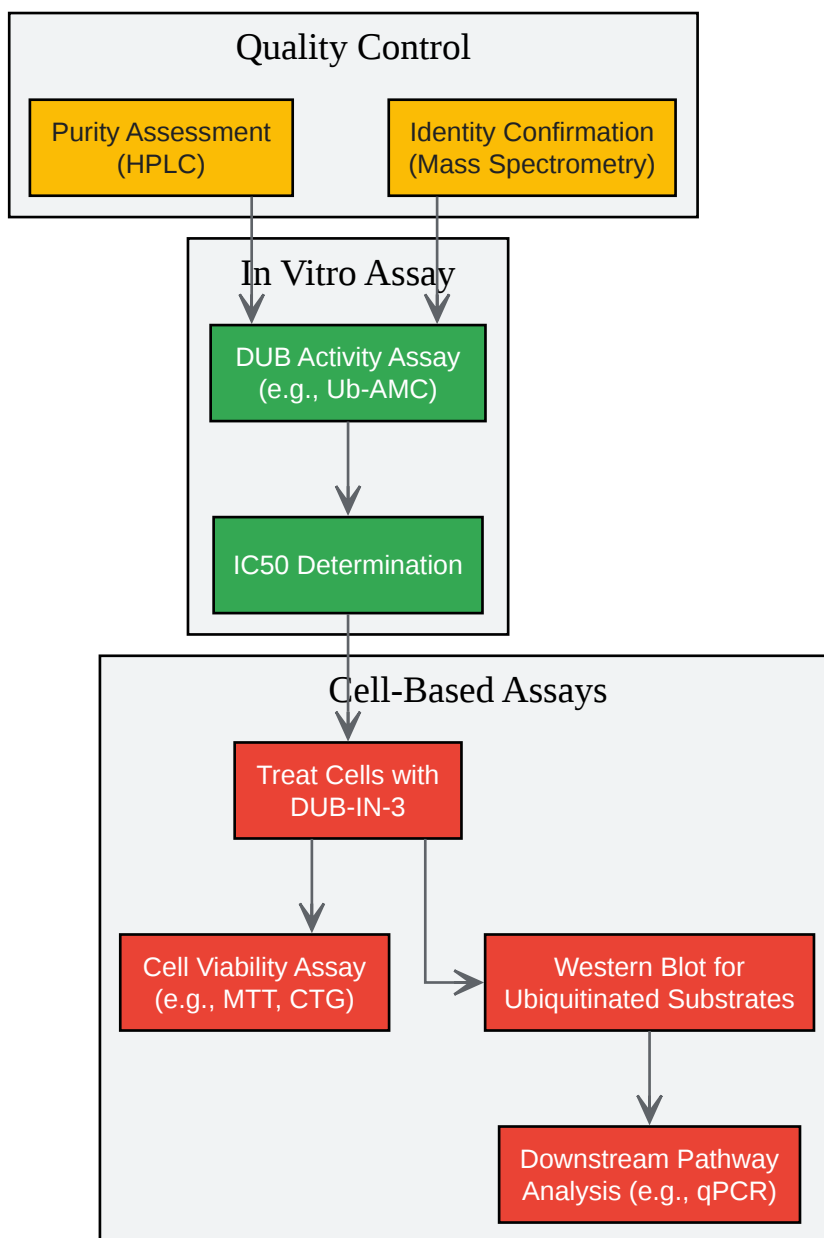 Quality Control
Purity Assessment
(HPLC)
Identity Confirmation
(Mass Spectrometry)
In Vitro Assay
DUB Activity Assay
(e.g., Ub-AMC)
IC50 Determination
Cell-Based Assays
Treat Cells with
DUB-IN-3
Cell Viability Assay
(e.g., MTT, CTG)
Western Blot for
Ubiquitinated Substrates
Downstream Pathway
Analysis (e.g., qPCR)